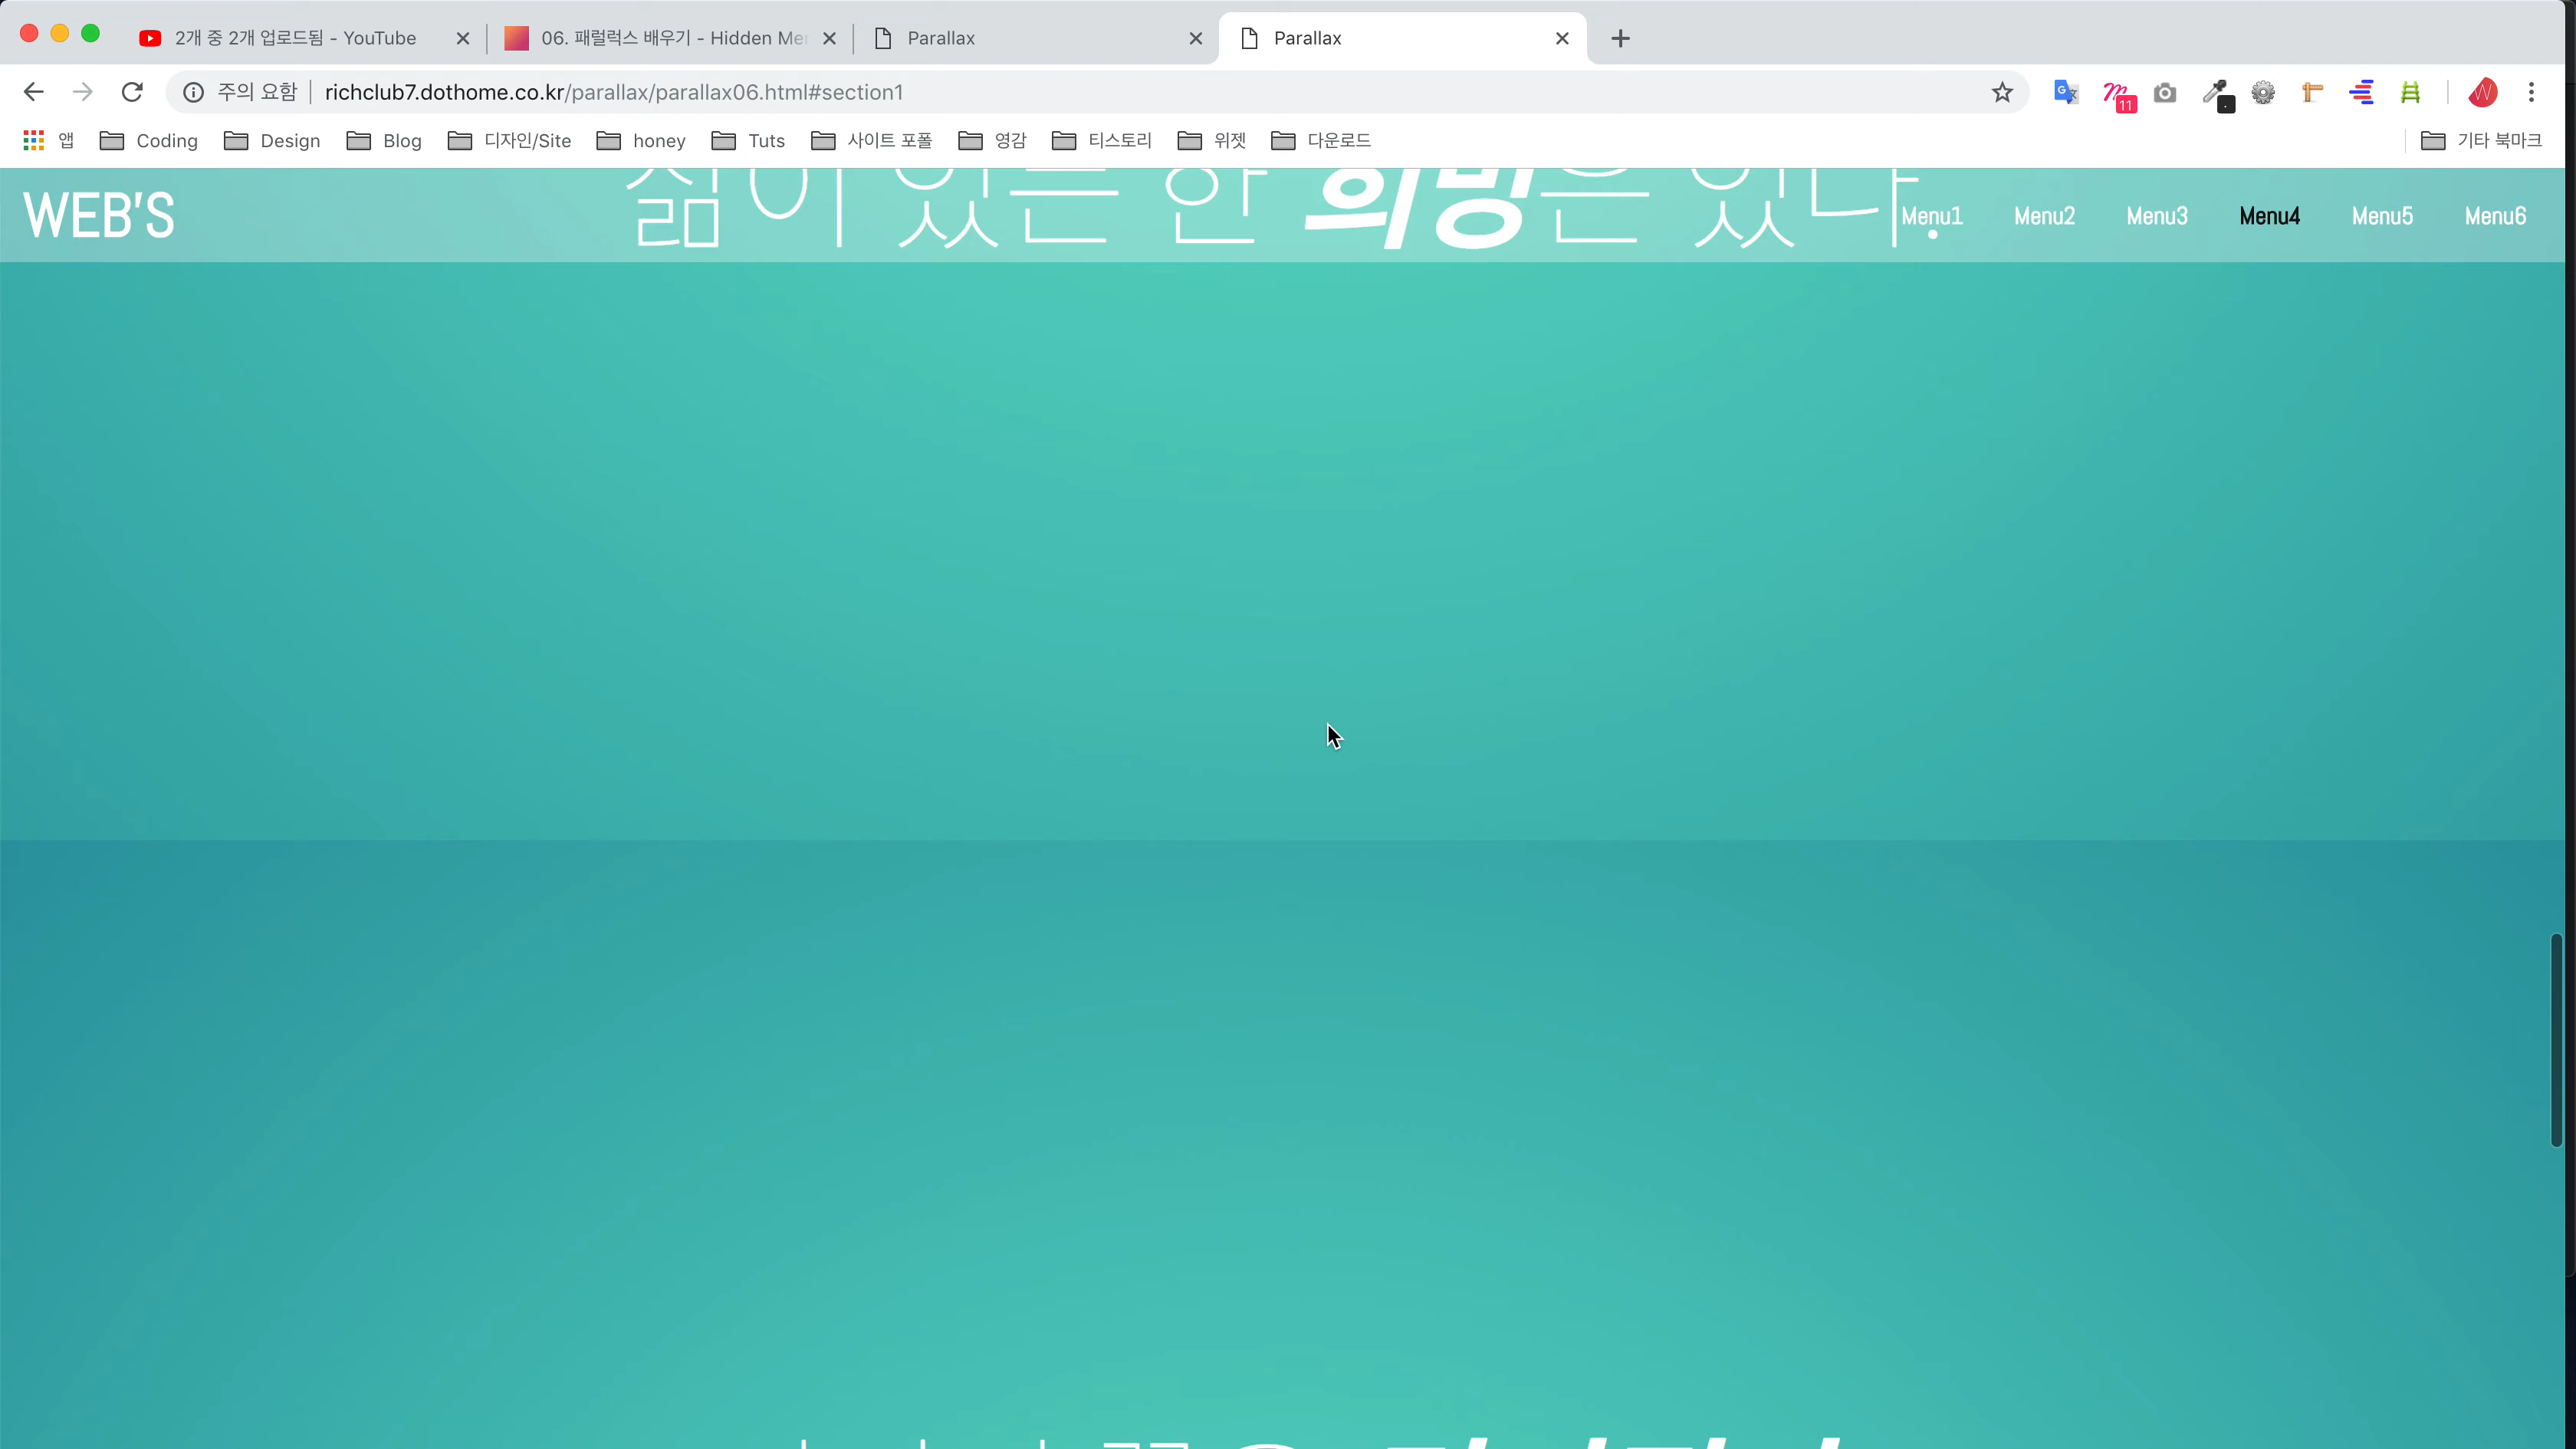 2개 중 2개 업로드됨 - YouTube
06. 패럴럭스 배우기 - Hidden Me
Parallax
Parallax
주의 요함
richclub7.dothome.co.kr/parallax/parallax06.html#section1
11
앱
Coding
Design
Blog
디자인/Site
honey
Tuts
사이트 포폴
영감
티스토리
위젯
다운로드
기타 북마크
WEB'S
삶이 있는 한 희망은 있다.
Menu1
Menu2
Menu3
Menu4
Menu5
Menu6